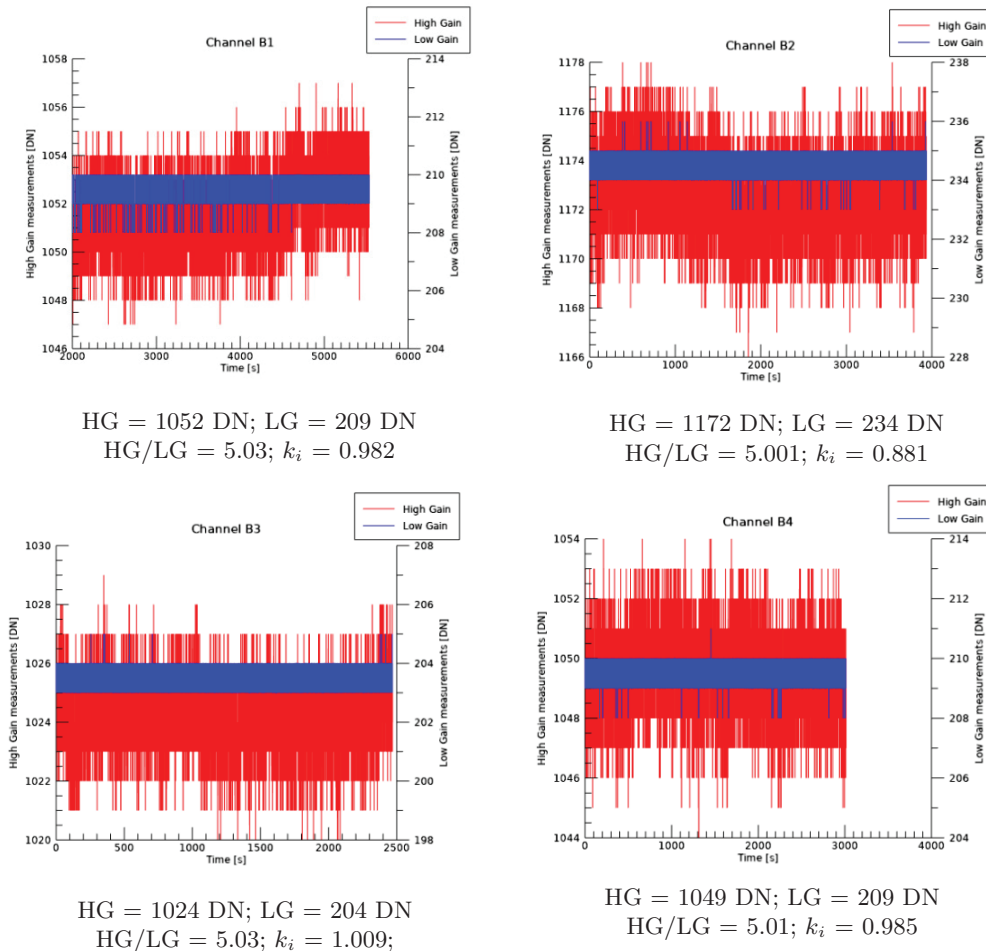 High Gain
Low Gain
Channel B1
1058
1056
1054
1052
1050
1048
1046
High Gain measurements [DN]
214
212
210
208
206
204
Low Gain measurements [DN]
2000 3000 4000 5000 6000
Time [s]
HG = 1052 DN; LG = 209 DN
HG/LG = 5.03; k_i = 0.982
High Gain
Low Gain
Channel B2
1178
1176
1174
1172
1170
1168
1166
High Gain measurements [DN]
238
236
234
232
230
228
Low Gain measurements [DN]
0 1000 2000 3000 4000
Time [s]
HG = 1172 DN; LG = 234 DN
HG/LG = 5.001; k_i = 0.881
High Gain
Low Gain
Channel B3
1030
1028
1026
1024
1022
1020
High Gain measurements [DN]
208
206
204
202
200
198
Low Gain measurements [DN]
0 500 1000 1500 2000 2500
Time [s]
HG = 1024 DN; LG = 204 DN
HG/LG = 5.03; k_i = 1.009;
High Gain
Low Gain
Channel B4
1054
1052
1050
1048
1046
1044
High Gain measurements [DN]
214
212
210
208
206
204
Low Gain measurements [DN]
0 1000 2000 3000 4000
Time [s]
HG = 1049 DN; LG = 209 DN
HG/LG = 5.01; k_i = 0.985